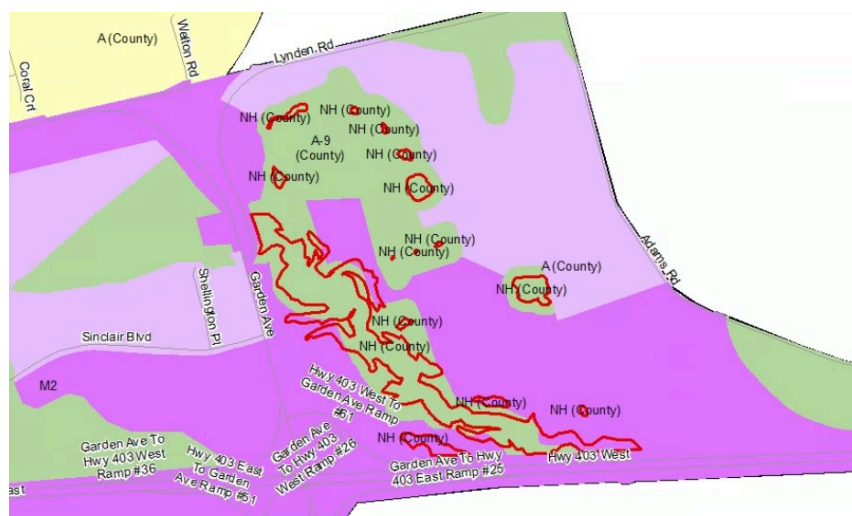 A (County)
Walton Rd
Coral Crt
Lynden Rd
NH (County)
NH (County)
NH (County)
A-9
(County)
NH (County)
NH (County)
NH (County)
NH (County)
Adams Rd
A (County)
NH (County)
Shellington Pl
Garden Ave
NH (County)
Sinclair Blvd
NH (County)
M2
Hwy 403 West To
Garden Ave Ramp
#51
NH (County)
NH (County)
NH (County)
Garden Ave To
Hwy 403 West
Ramp #36
Hwy 403 East
To Garden
Ave Ramp #51
Garden Ave
To Hwy 403
West Ramp #26
Garden Ave To Hwy
403 East Ramp #25
Hwy 403 West
East